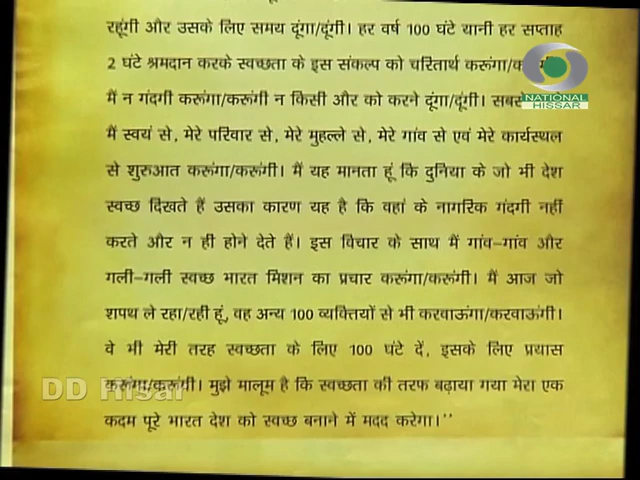 रहूंगी और उसके लिए समय दूंगा/दूंगी। हर वर्ष 100 घंटे यानी हर सप्ताह
2 घंटे श्रमदान करके स्वच्छता के इस संकल्प को चरितार्थ करूंगा/
NATIONAL
HISSAR
मैं न गंदगी करूंगा/करूंगी न किसी और को करने दूंगा/दूंगी।
मैं स्वयं से, मेरे परिवार से, मेरे मुहल्ले से, मेरे गांव से एवं मेरे कार्यस्थल
से शुरुआत करूंगा/करूंगी। मैं यह मानता हूं कि दुनिया के जो भी देश
स्वच्छ दिखते हैं उसका कारण यह है कि वहां के नागरिक गंदगी नहीं
करते और न ही होने देते हैं। इस विचार के साथ मैं गांव-गांव और
गली-गली स्वच्छ भारत मिशन का प्रचार करूंगा/करूंगी। मैं आज जो
शपथ ले रहा/रही हूं, वह अन्य 100 व्यक्तियों से भी करवाऊंगा/करवाऊंगी।
वे भी मेरी तरह स्वच्छता के लिए 100 घंटे दें, इसके लिए प्रयास
करूंगा/करूंगी। मुझे मालूम है कि स्वच्छता की तरफ बढ़ाया गया मेरा एक
DD Hisar
कदम पूरे भारत देश को स्वच्छ बनाने में मदद करेगा।''